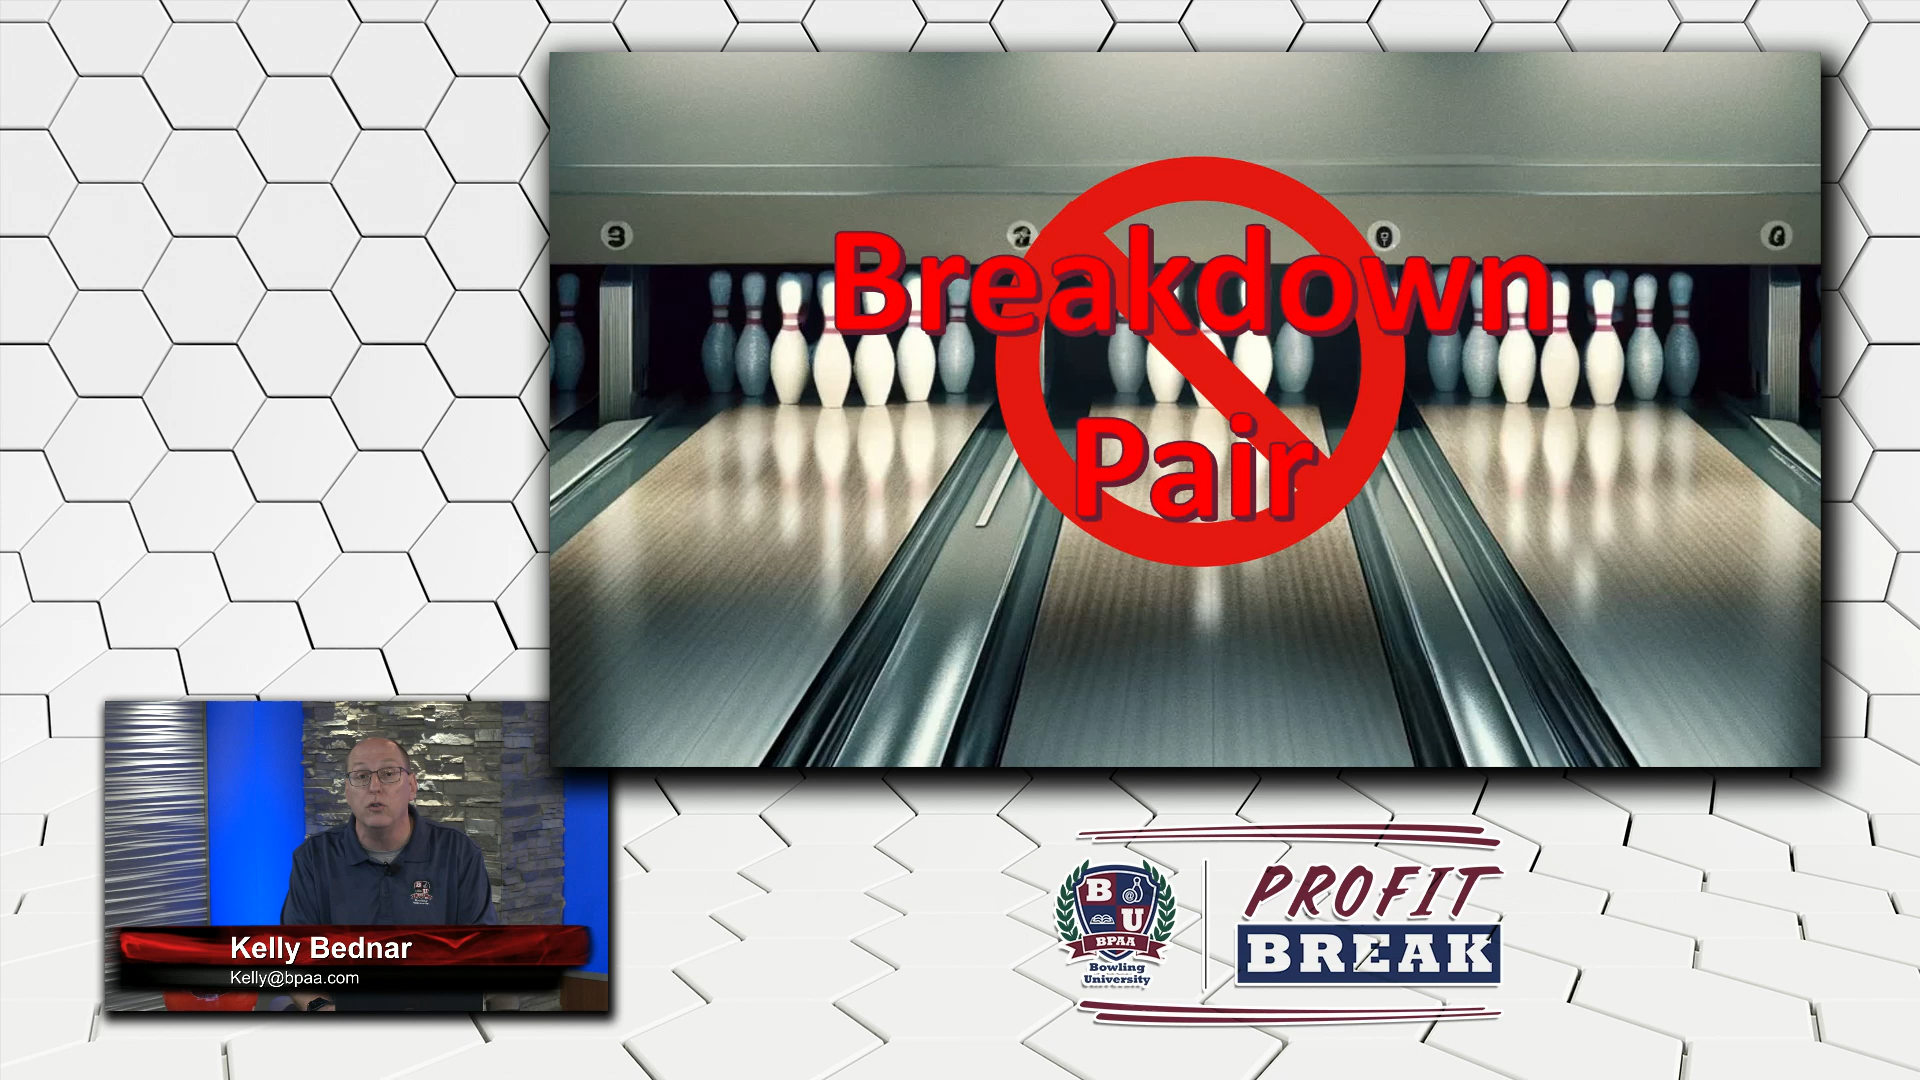 Breakdown
Pair
Kelly Bednar
Kelly@bpaa.com
B
U
BPAA
Bowling
University
PROFIT
BREAK